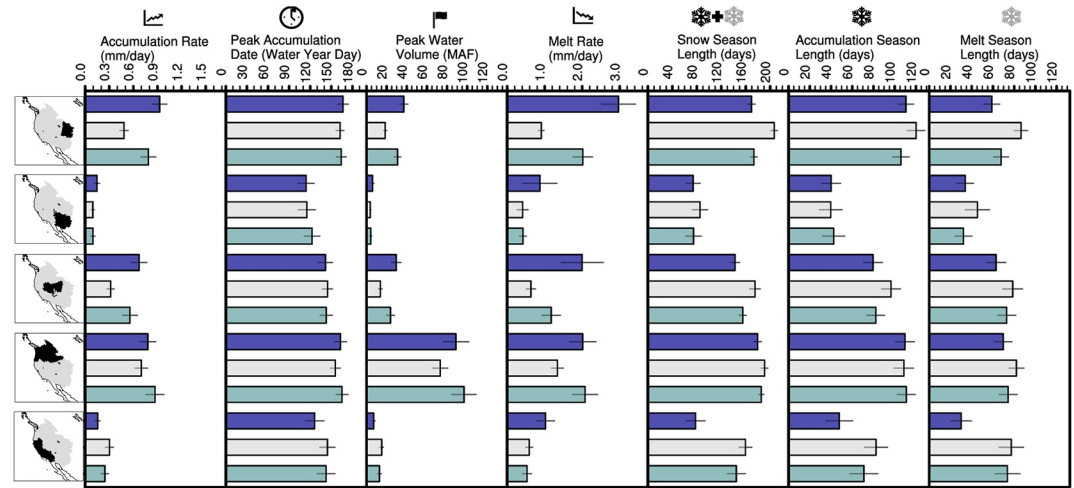 Accumulation Rate
(mm/day)
0.0 0.3 0.6 0.9 1.2 1.5
Peak Accumulation
Date (Water Year Day)
0 30 60 90 120 150 180
Peak Water
Volume (MAF)
0 20 40 60 80 100 120
Melt Rate
(mm/day)
0.0 1.0 2.0 3.0
+
Snow Season
Length (days)
0 40 80 120 160 200
Accumulation Season
Length (days)
0 20 40 60 80 100 120
Melt Season
Length (days)
0 20 40 60 80 100 120